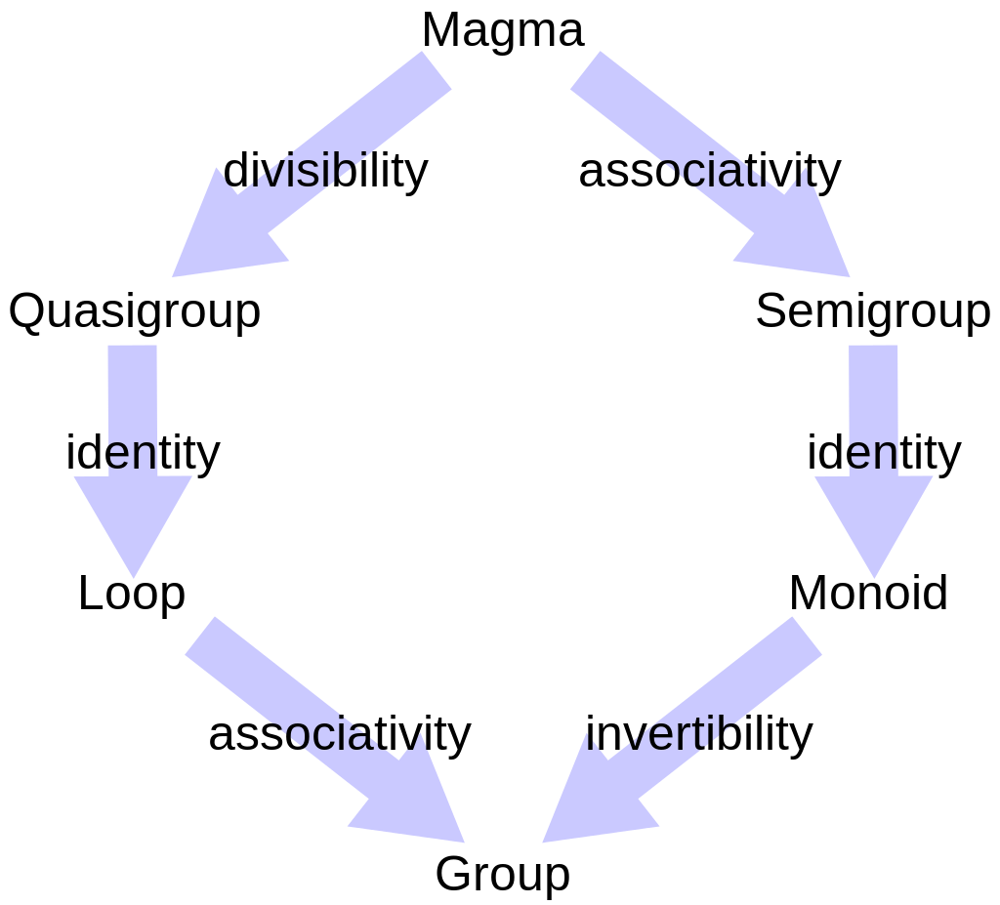 Magma
divisibility
associativity
Quasigroup
Semigroup
identity
identity
Loop
Monoid
associativity
invertibility
Group